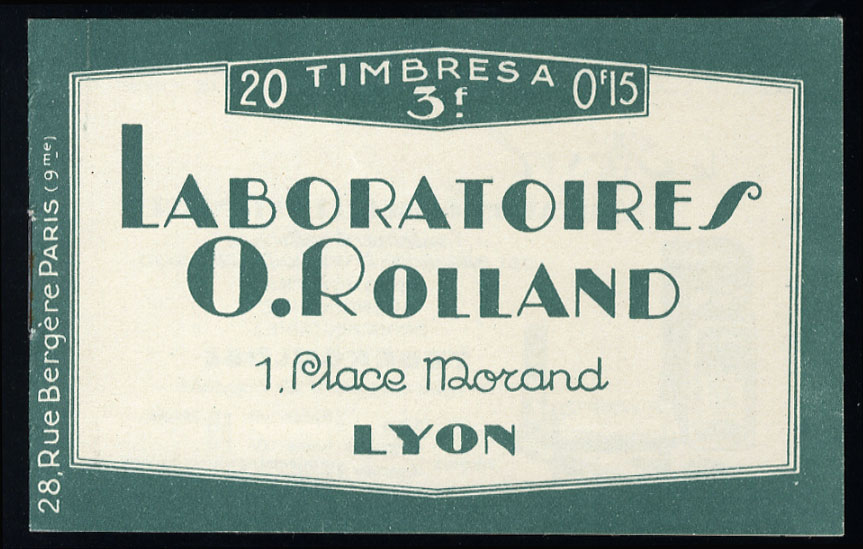 20 TIMBRES A 0f15
3f.
LABORATOIRES
O. ROLLAND
1, Place Morand
LYON
28, Rue Bergère PARIS (9me)